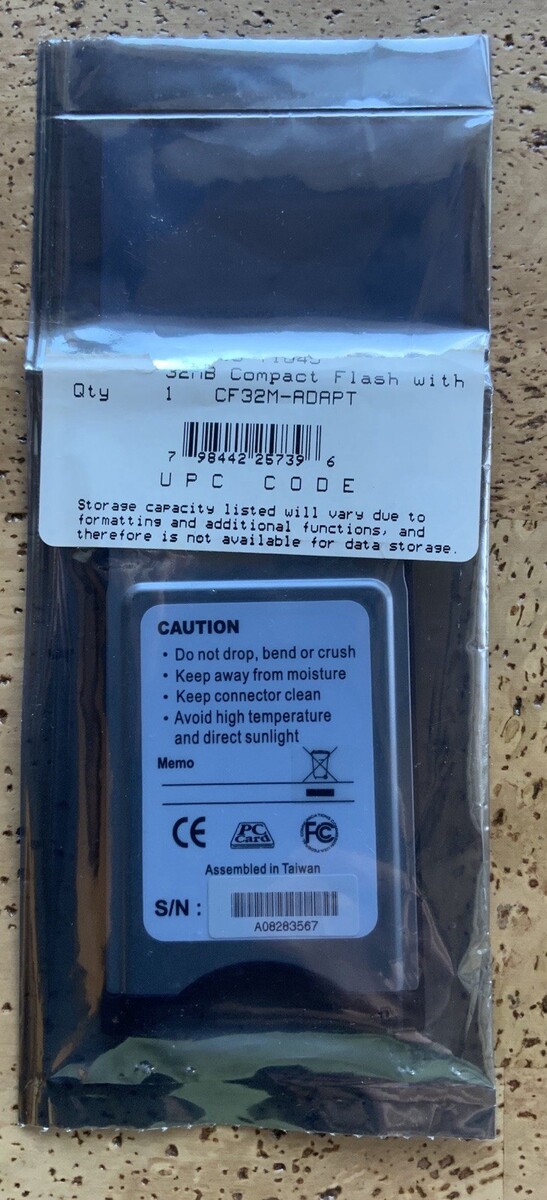 32MB Compact Flash with
Qty 1 CF32M-ADAPT
7 98442 25739 6
UPC CODE
Storage capacity listed will vary due to
formatting and additional functions, and
therefore is not available for data storage.
CAUTION
• Do not drop, bend or crush
• Keep away from moisture
• Keep connector clean
• Avoid high temperature
and direct sunlight
Memo
CE PC Card FC
Assembled in Taiwan
S/N :
A08283567